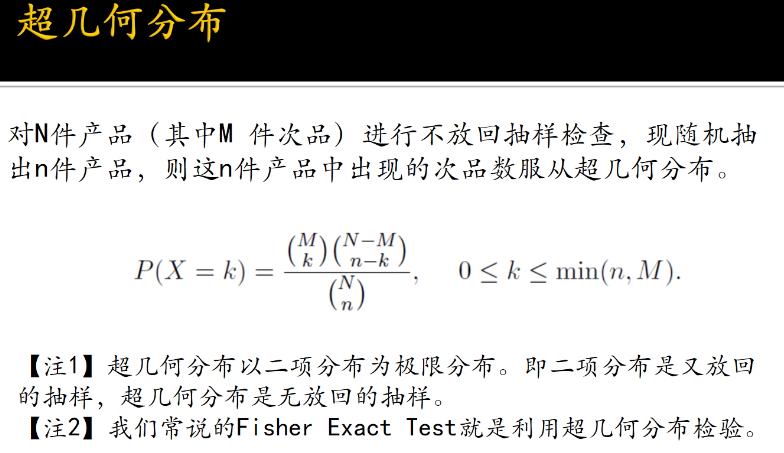 超几何分布
对N件产品（其中M 件次品）进行不放回抽样检查，现随机抽
出n件产品，则这n件产品中出现的次品数服从超几何分布。
P(X = k) = \frac{\binom{M}{k}\binom{N-M}{n-k}}{\binom{N}{n}}, 0 ≤ k ≤ min(n, M).
【注1】超几何分布以二项分布为极限分布。即二项分布是又放回
的抽样，超几何分布是无放回的抽样。
【注2】我们常说的Fisher Exact Test就是利用超几何分布检验。